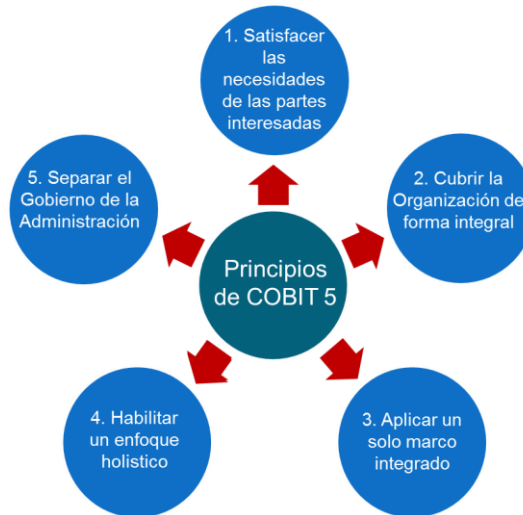 1. Satisfacer
las
necesidades
de las partes
interesadas
2. Cubrir la
Organización de
forma integral
3. Aplicar un
solo marco
integrado
4. Habilitar
un enfoque
holistico
5. Separar el
Gobierno de la
Administración
Principios
de COBIT 5